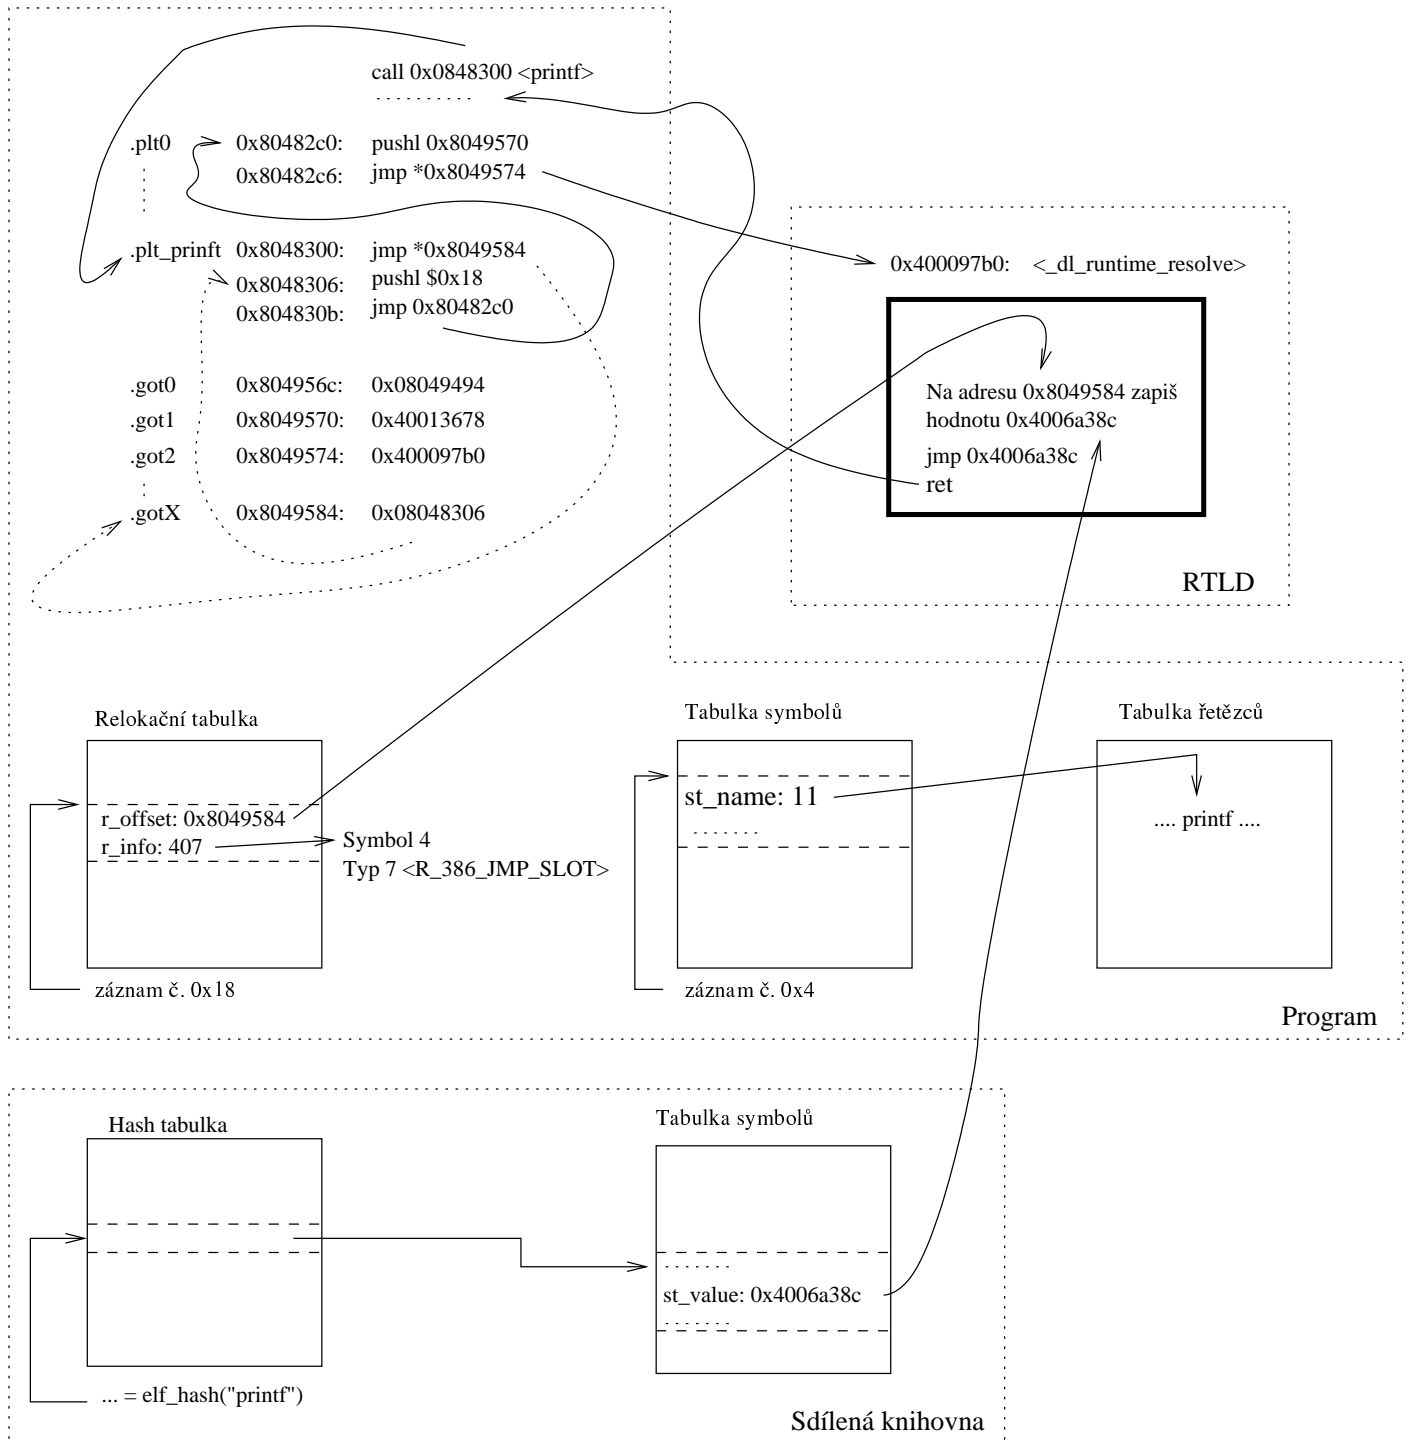 call 0x0848300 <printf>
. . . . . . . . . .
.plt0 0x80482c0: pushl 0x8049570
0x80482c6: jmp *0x8049574
.plt_prinft 0x8048300: jmp *0x8049584
0x8048306: pushl $0x18
0x804830b: jmp 0x80482c0
.got0 0x804956c: 0x08049494
.got1 0x8049570: 0x40013678
.got2 0x8049574: 0x400097b0
.gotX 0x8049584: 0x08048306
0x400097b0: <_dl_runtime_resolve>
Na adresu 0x8049584 zapiš
hodnotu 0x4006a38c
jmp 0x4006a38c
ret
RTLD
Relokační tabulka
r_offset: 0x8049584
r_info: 407
Symbol 4
Typ 7 <R_386_JMP_SLOT>
záznam č. 0x18
Tabulka symbolů
st_name: 11
. . . . . . .
záznam č. 0x4
Tabulka řetězců
.... printf ....
Program
Hash tabulka
... = elf_hash("printf")
Tabulka symbolů
. . . . . . .
st_value: 0x4006a38c
. . . . . . .
Sdílená knihovna